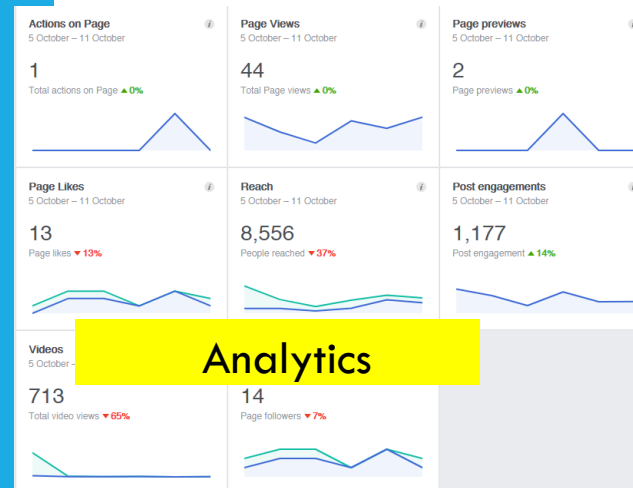 Actions on Page
5 October – 11 October
1
Total actions on Page ▲0%
Page Views
5 October – 11 October
44
Total Page views ▲0%
Page previews
5 October – 11 October
2
Page previews ▲0%
Page Likes
5 October – 11 October
13
Page likes ▼13%
Reach
5 October – 11 October
8,556
People reached ▼37%
Post engagements
5 October – 11 October
1,177
Post engagement ▲14%
Videos
5 October –
713
Total video views ▼65%
14
Page followers ▼7%
Analytics